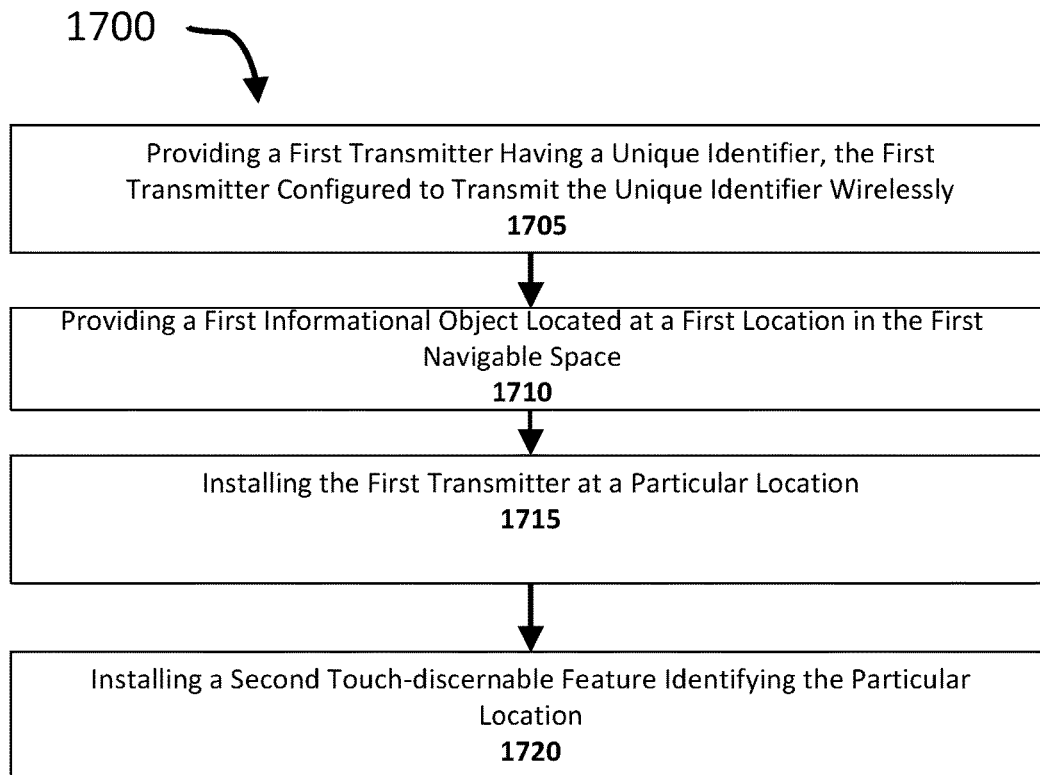 1700
Providing a First Transmitter Having a Unique Identifier, the First
Transmitter Configured to Transmit the Unique Identifier Wirelessly
1705
Providing a First Informational Object Located at a First Location in the First
Navigable Space
1710
Installing the First Transmitter at a Particular Location
1715
Installing a Second Touch-discernable Feature Identifying the Particular
Location
1720